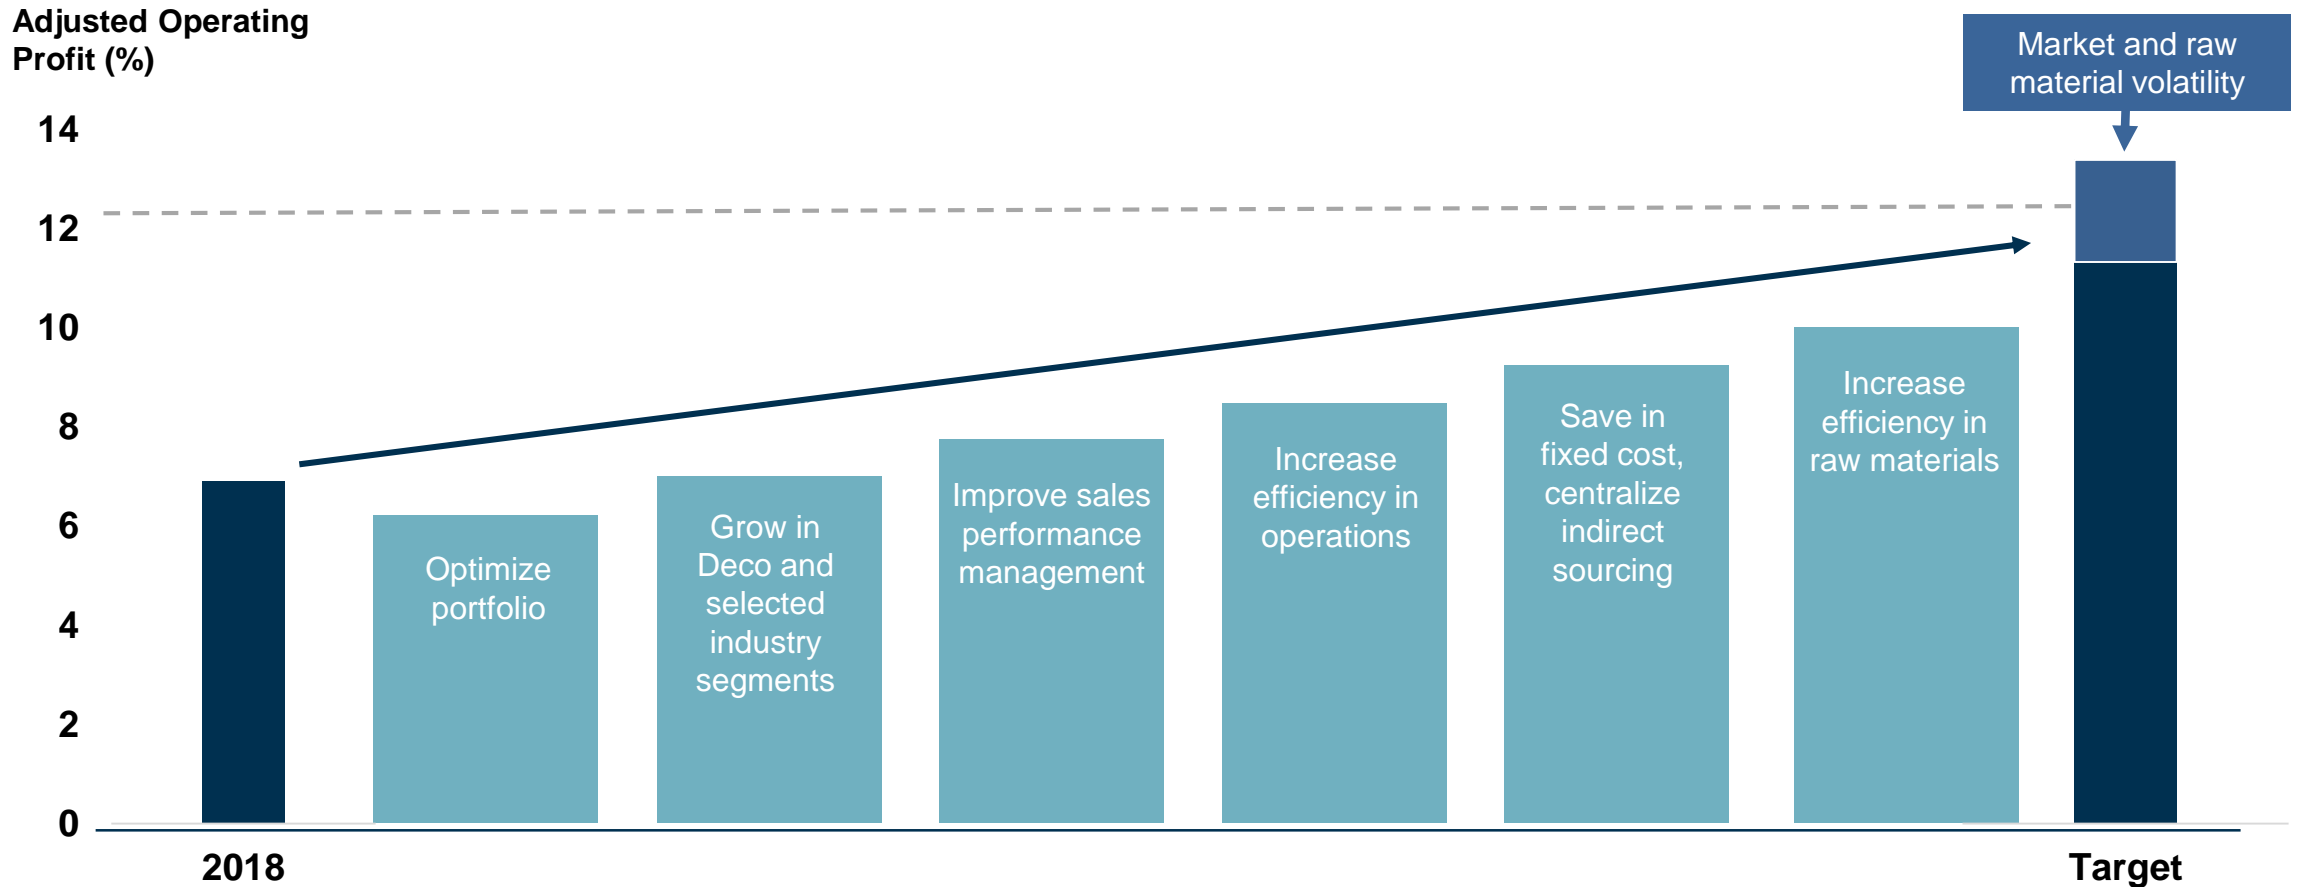 Adjusted Operating
Profit (%)
Market and raw
material volatility
14
12
10
8
6
4
2
0
Optimize
portfolio
Grow in
Deco and
selected
industry
segments
Improve sales
performance
management
Increase
efficiency in
operations
Save in
fixed cost,
centralize
indirect
sourcing
Increase
efficiency in
raw materials
2018
Target